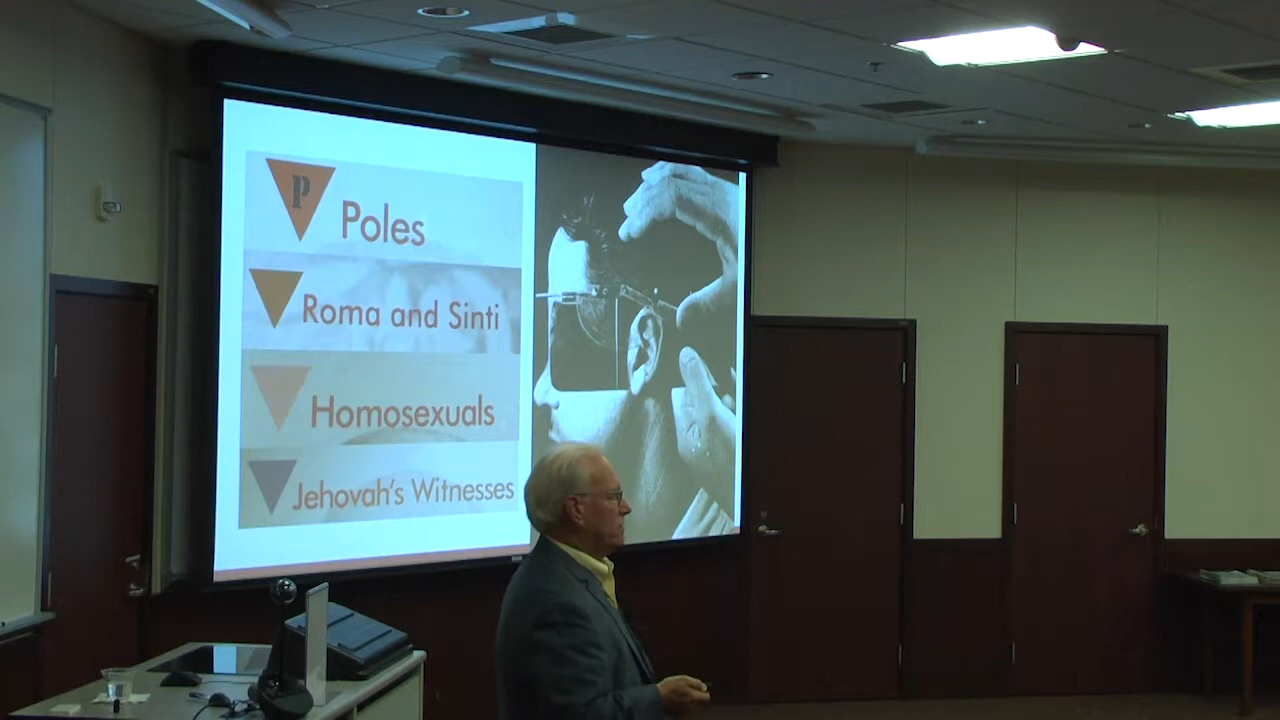 P
Poles
Roma and Sinti
Homosexuals
Jehovah's Witnesses